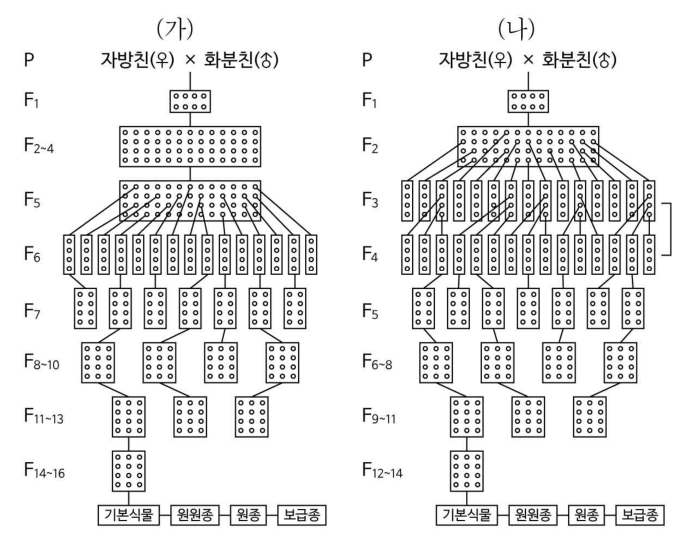 (가)
P 자방친(♀) × 화분친(♂)
F1
F2~4
F5
F6
F7
F8~10
F11~13
F14~16
기본식물 원원종 원종 보급종
(나)
P 자방친(♀) × 화분친(♂)
F1
F2
F3
F4
F5
F6~8
F9~11
F12~14
기본식물 원원종 원종 보급종